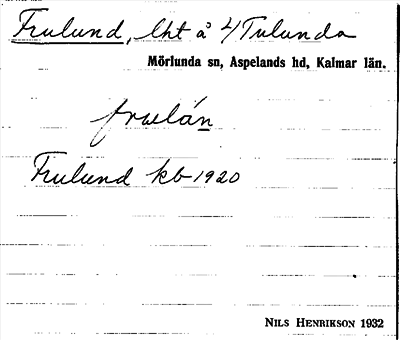 Frulund, lht å 4/Tulunda
Mörlunda sn, Aspelands hd, Kalmar län.
frulán
Frulund kb 1920
NILS HENRIKSON 1932